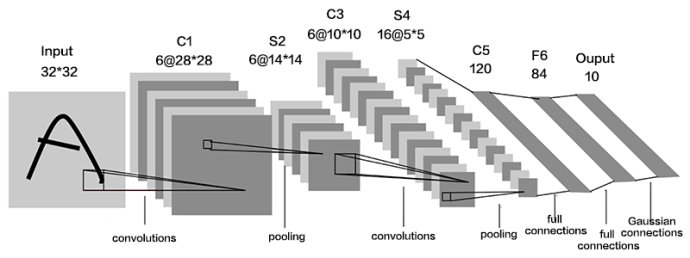 Input
32*32
C1
6@28*28
S2
6@14*14
C3
6@10*10
S4
16@5*5
C5
120
F6
84
Ouput
10
A
convolutions
pooling
convolutions
pooling
full
connections
full
connections
Gaussian
connections